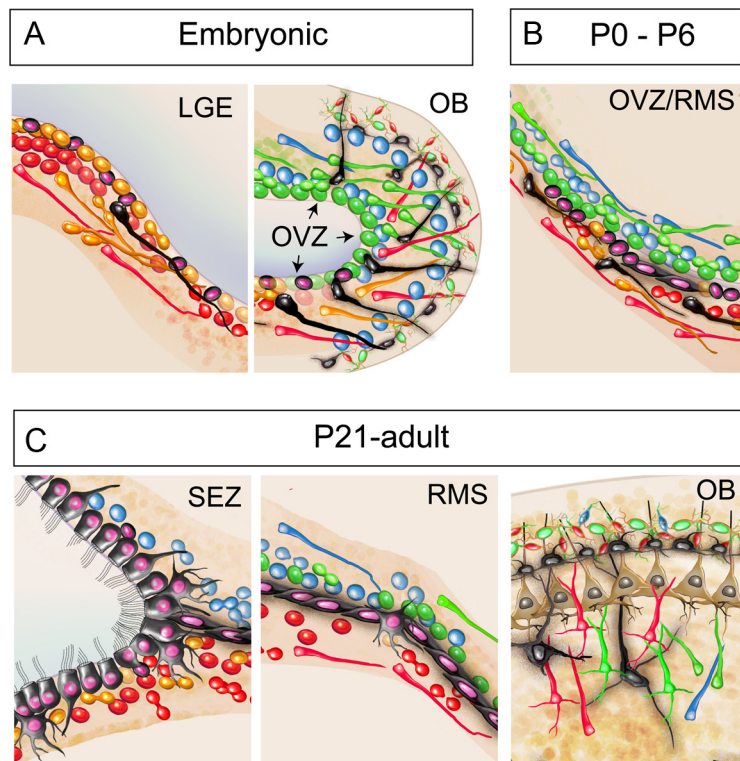 A
Embryonic
B
P0 - P6
LGE
OB
OVZ
OVZ/RMS
C
P21-adult
SEZ
RMS
OB